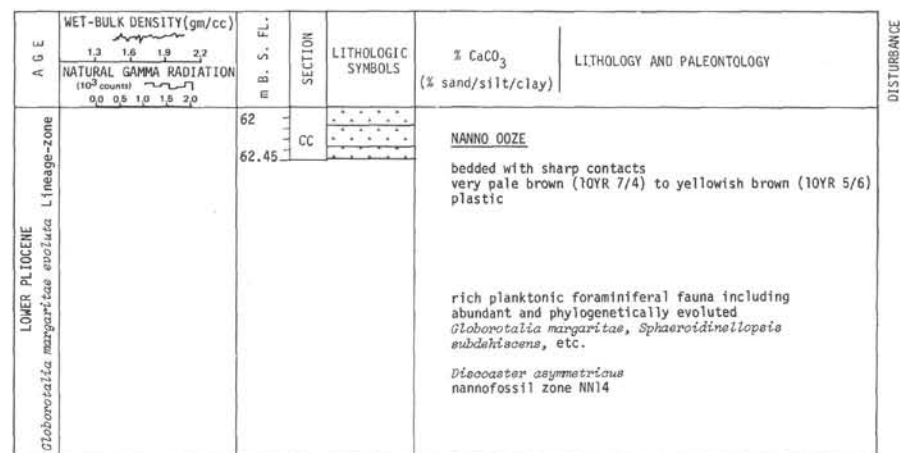 AGE
WET-BULK DENSITY(gm/cc)
1.3 1.6 1.9 2.2
NATURAL GAMMA RADIATION
(10³ counts)
0.0 0.5 1.0 1.5 2.0
m B. S. FL.
SECTION
LITHOLOGIC
SYMBOLS
% CaCO₃
(% sand/silt/clay)
LITHOLOGY AND PALEONTOLOGY
DISTURBANCE
LOWER PLIOCENE
Globorotalia margaritae evoluta Lineage-zone
62
62.45
CC
NANNO OOZE
bedded with sharp contacts
very pale brown (10YR 7/4) to yellowish brown (10YR 5/6)
plastic
rich planktonic foraminiferal fauna including
abundant and phylogenetically evoluted
Globorotalia margaritae, Sphaeroidinellopsis
subdehiscens, etc.
Discoaster asymmetricus
nannofossil zone NN14